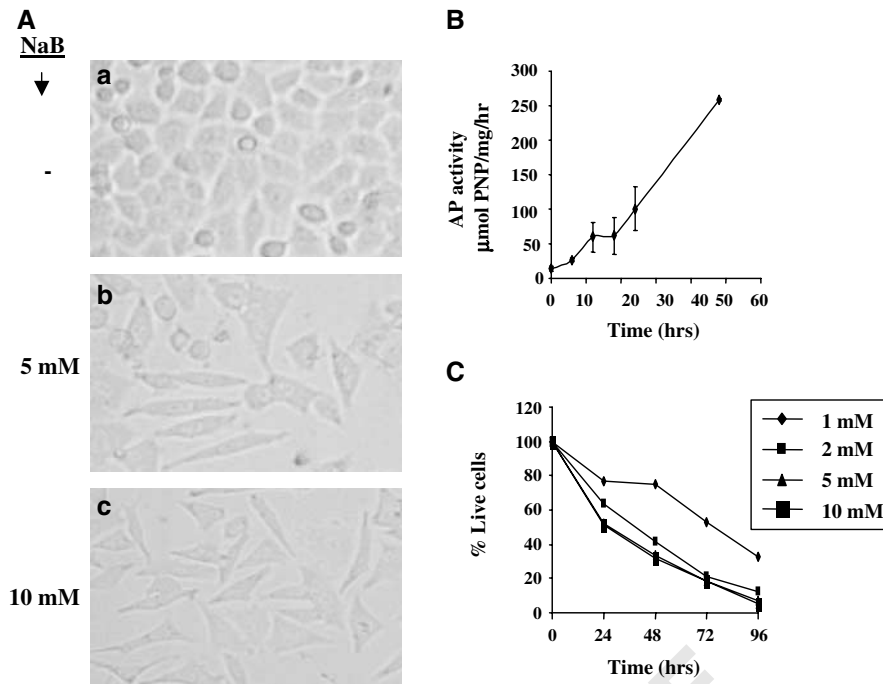 A
NaB
a
-
b
5 mM
c
10 mM
B
300
250
200
150
100
50
0
AP activity
μmol PNP/mg/hr
0 10 20 30 40 50 60
Time (hrs)
C
120
100
80
60
40
20
0
% Live cells
0 24 48 72 96
Time (hrs)
1 mM
2 mM
5 mM
10 mM